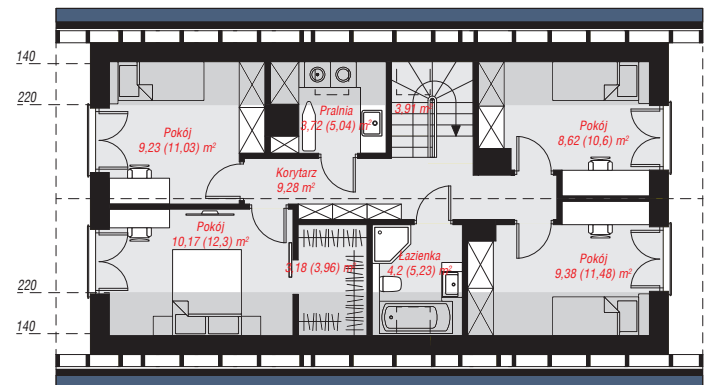 140
220
Pokój
9,23 (11,03) m²
Pralnia
3,72 (5,04) m²
3,91 m²
Pokój
8,62 (10,6) m²
Korytarz
9,28 m²
Pokój
10,17 (12,3) m²
3,18 (3,96) m²
Łazienka
4,2 (5,23) m²
Pokój
9,38 (11,48) m²
220
140